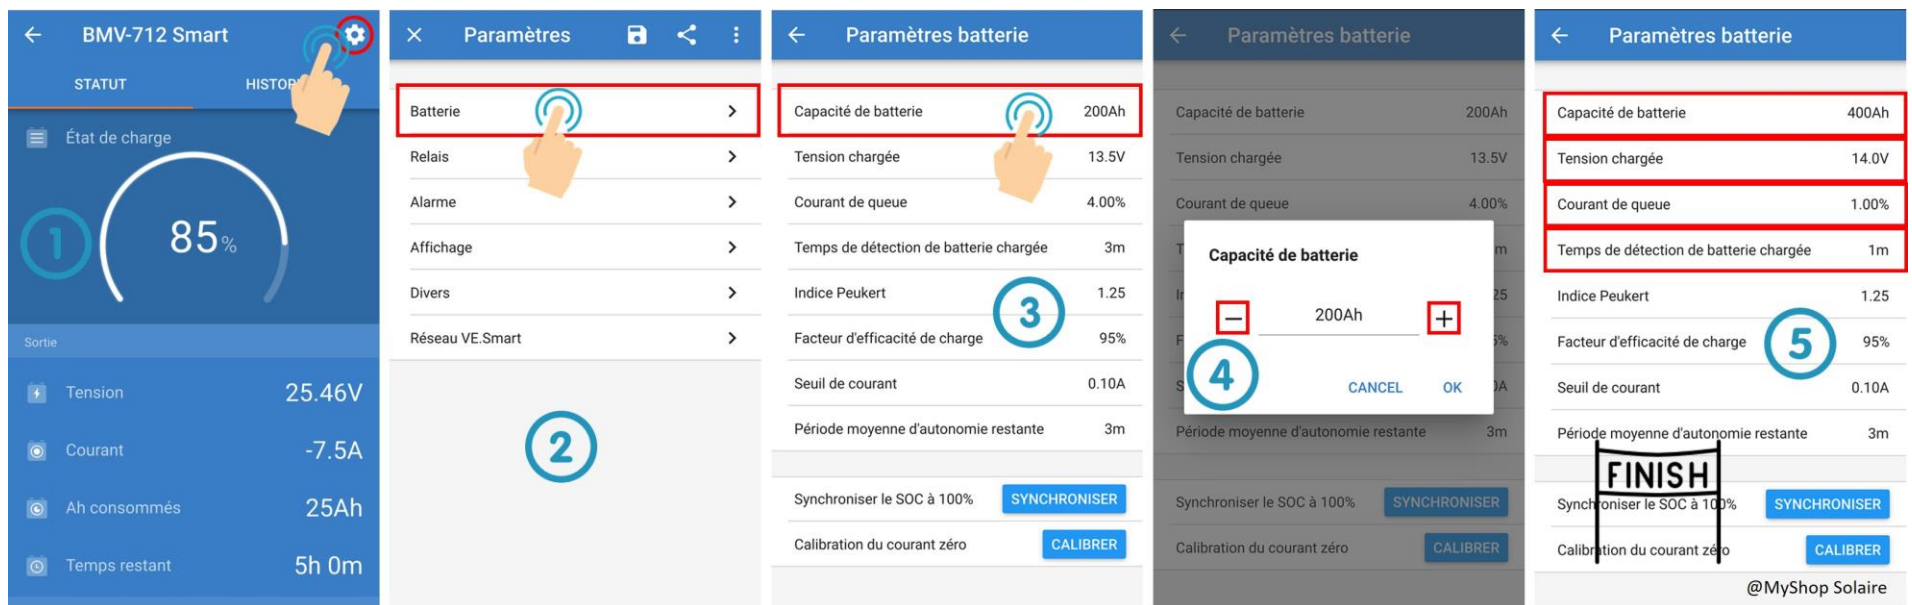 BMV-712 Smart
STATUT
État de charge
1
85%
Sortie
Tension 25.46V
Courant -7.5A
Ah consommés 25Ah
Temps restant 5h 0m
Paramètres
Batterie
Relais
Alarme
Affichage
Divers
Réseau VE.Smart
2
Paramètres batterie
Capacité de batterie 200Ah
Tension chargée 13.5V
Courant de queue 4.00%
Temps de détection de batterie chargée 3m
Indice Peukert 1.25
3
Facteur d'efficacité de charge 95%
Seuil de courant 0.10A
Période moyenne d'autonomie restante 3m
Synchroniser le SOC à 100% SYNCHRONISER
Calibration du courant zéro CALIBRER
Paramètres batterie
Capacité de batterie 200Ah
Tension chargée 13.5V
Courant de queue 4.00%
Capacité de batterie
− 200Ah +
4
CANCEL OK
Période moyenne d'autonomie restante 3m
Synchroniser le SOC à 100% SYNCHRONISER
Calibration du courant zéro CALIBRER
Paramètres batterie
Capacité de batterie 400Ah
Tension chargée 14.0V
Courant de queue 1.00%
Temps de détection de batterie chargée 1m
Indice Peukert 1.25
Facteur d'efficacité de charge 95%
5
Seuil de courant 0.10A
Période moyenne d'autonomie restante 3m
FINISH
Synchroniser le SOC à 100% SYNCHRONISER
Calibration du courant zéro CALIBRER
@MyShop Solaire